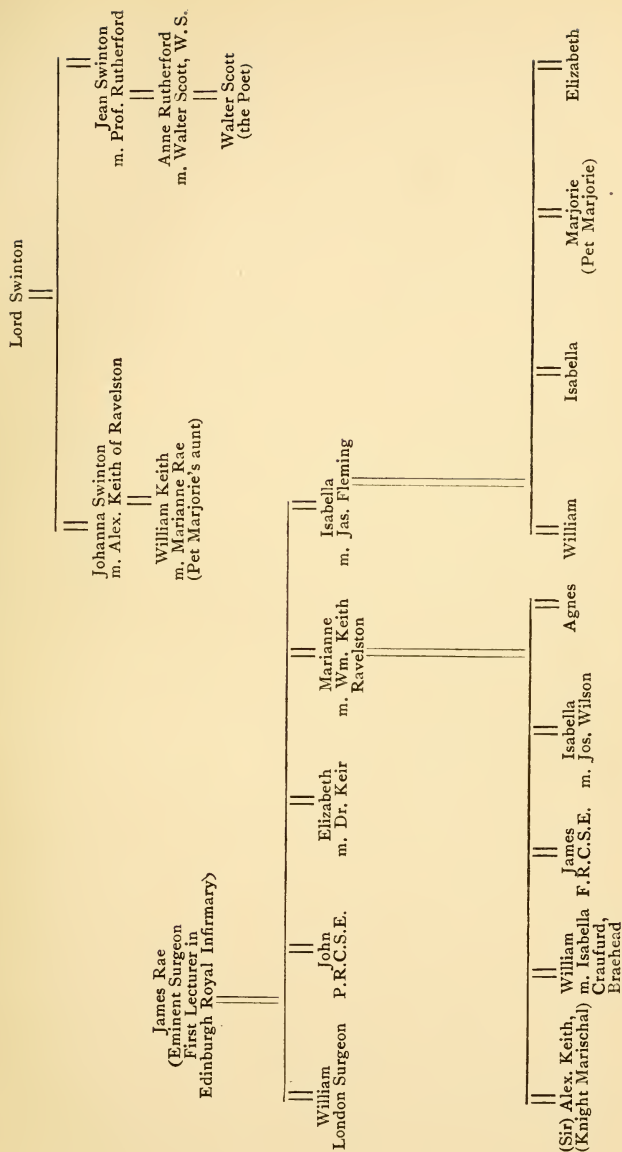 Lord Swinton
Johanna Swinton
m. Alex. Keith of Ravelston
Jean Swinton
m. Prof. Rutherford
William Keith
m. Marianne Rae
(Pet Marjorie's aunt)
Anne Rutherford
m. Walter Scott, W. S.
Walter Scott
(the Poet)
James Rae
(Eminent Surgeon
First Lecturer in
Edinburgh Royal Infirmary)
William
London Surgeon
John
P.R.C.S.E.
Elizabeth
m. Dr. Keir
Marianne
m. Wm. Keith
Ravelston
Isabella
m. Jas. Fleming
(Sir) Alex. Keith,
(Knight Marischal)
William
m. Isabella
Craufurd,
Braehead
James
F.R.C.S.E.
Isabella
m. Jos. Wilson
Agnes
William
Isabella
Marjorie
(Pet Marjorie)
Elizabeth